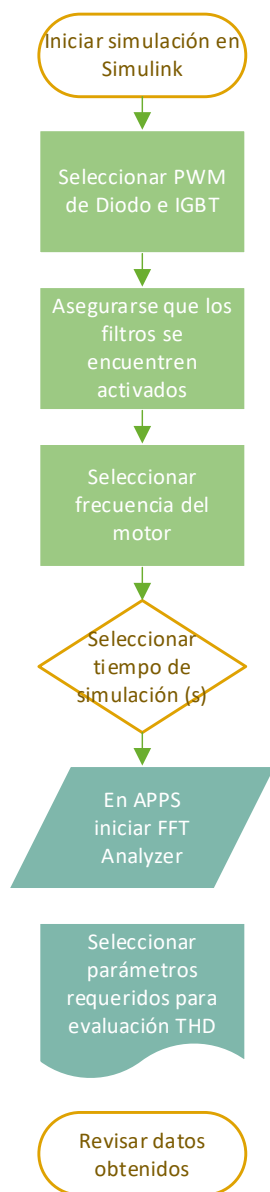 Iniciar simulación en
Simulink
Seleccionar PWM
de Diodo e IGBT
Asegurarse que los
filtros se
encuentren
activados
Seleccionar
frecuencia del
motor
Seleccionar
tiempo de
simulación (s)
En APPS
iniciar FFT
Analyzer
Seleccionar
parámetros
requeridos para
evaluación THD
Revisar datos
obtenidos